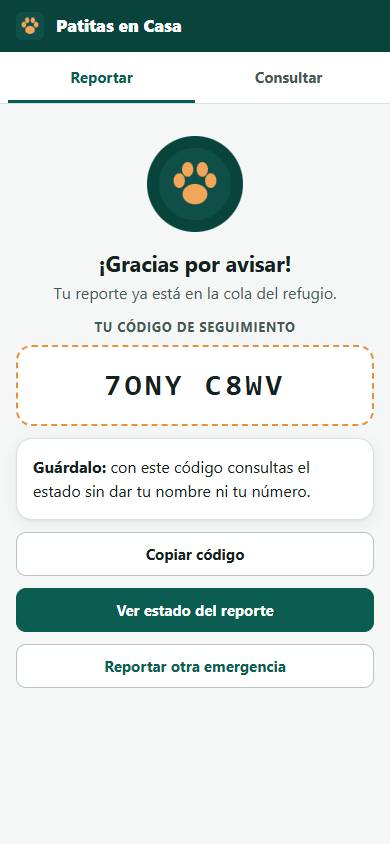 Patitas en Casa
Reportar
Consultar
¡Gracias por avisar!
Tu reporte ya está en la cola del refugio.
TU CÓDIGO DE SEGUIMIENTO
7ONY C8WV
Guárdalo: con este código consultas el
estado sin dar tu nombre ni tu número.
Copiar código
Ver estado del reporte
Reportar otra emergencia